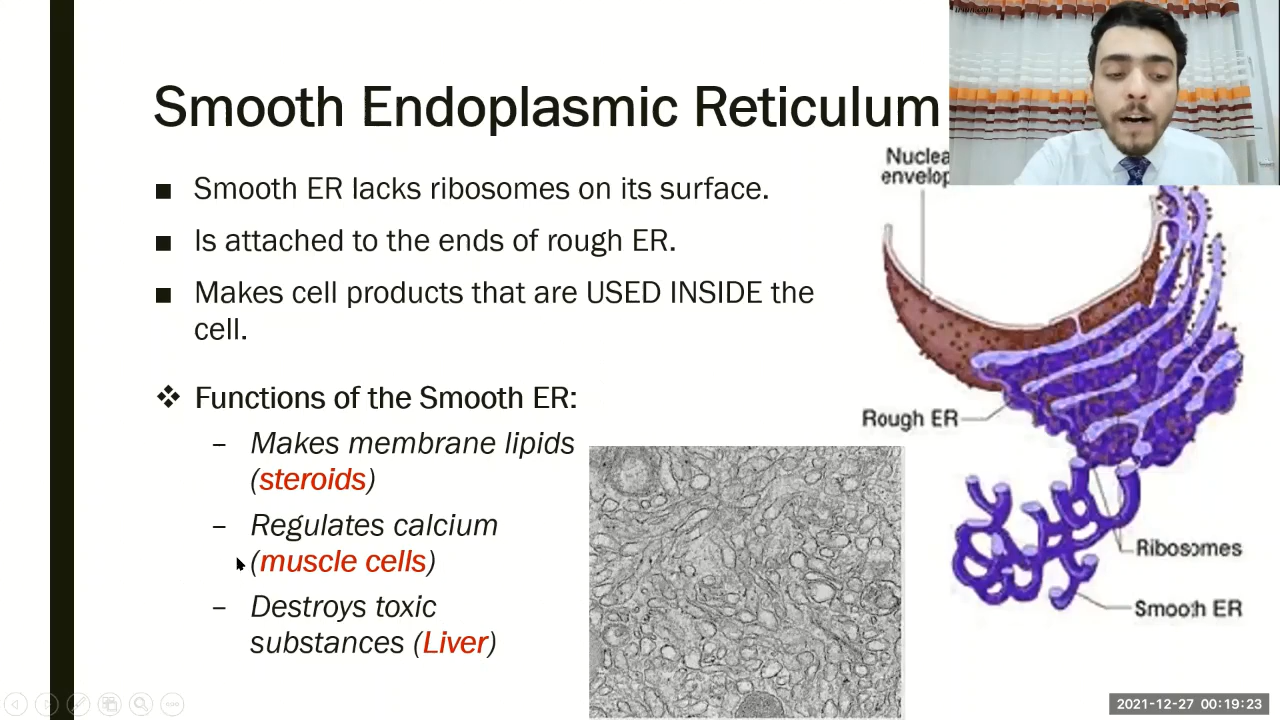 Smooth Endoplasmic Reticulum
■ Smooth ER lacks ribosomes on its surface.
■ Is attached to the ends of rough ER.
■ Makes cell products that are USED INSIDE the
cell.
❖ Functions of the Smooth ER:
– Makes membrane lipids
(steroids)
– Regulates calcium
(muscle cells)
– Destroys toxic
substances (Liver)
Nuclea
envelop
Rough ER
Ribosomes
Smooth ER
2021-12-27 00:19:23